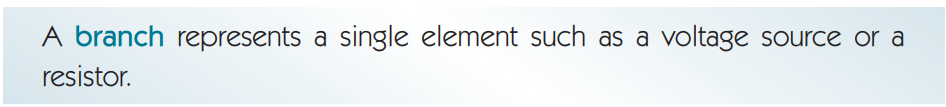 A branch represents a single element such as a voltage source or a
resistor.